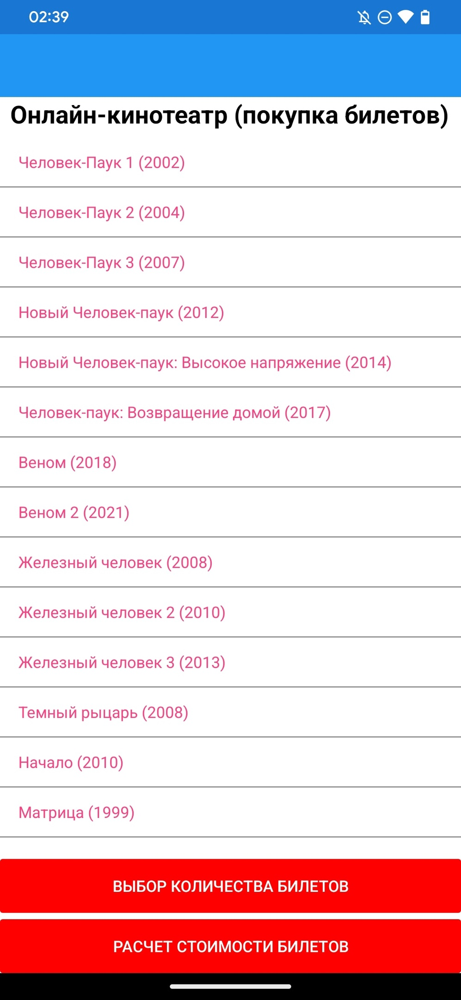 02:39
Онлайн-кинотеатр (покупка билетов)
Человек-Паук 1 (2002)
Человек-Паук 2 (2004)
Человек-Паук 3 (2007)
Новый Человек-паук (2012)
Новый Человек-паук: Высокое напряжение (2014)
Человек-паук: Возвращение домой (2017)
Веном (2018)
Веном 2 (2021)
Железный человек (2008)
Железный человек 2 (2010)
Железный человек 3 (2013)
Темный рыцарь (2008)
Начало (2010)
Матрица (1999)
ВЫБОР КОЛИЧЕСТВА БИЛЕТОВ
РАСЧЕТ СТОИМОСТИ БИЛЕТОВ